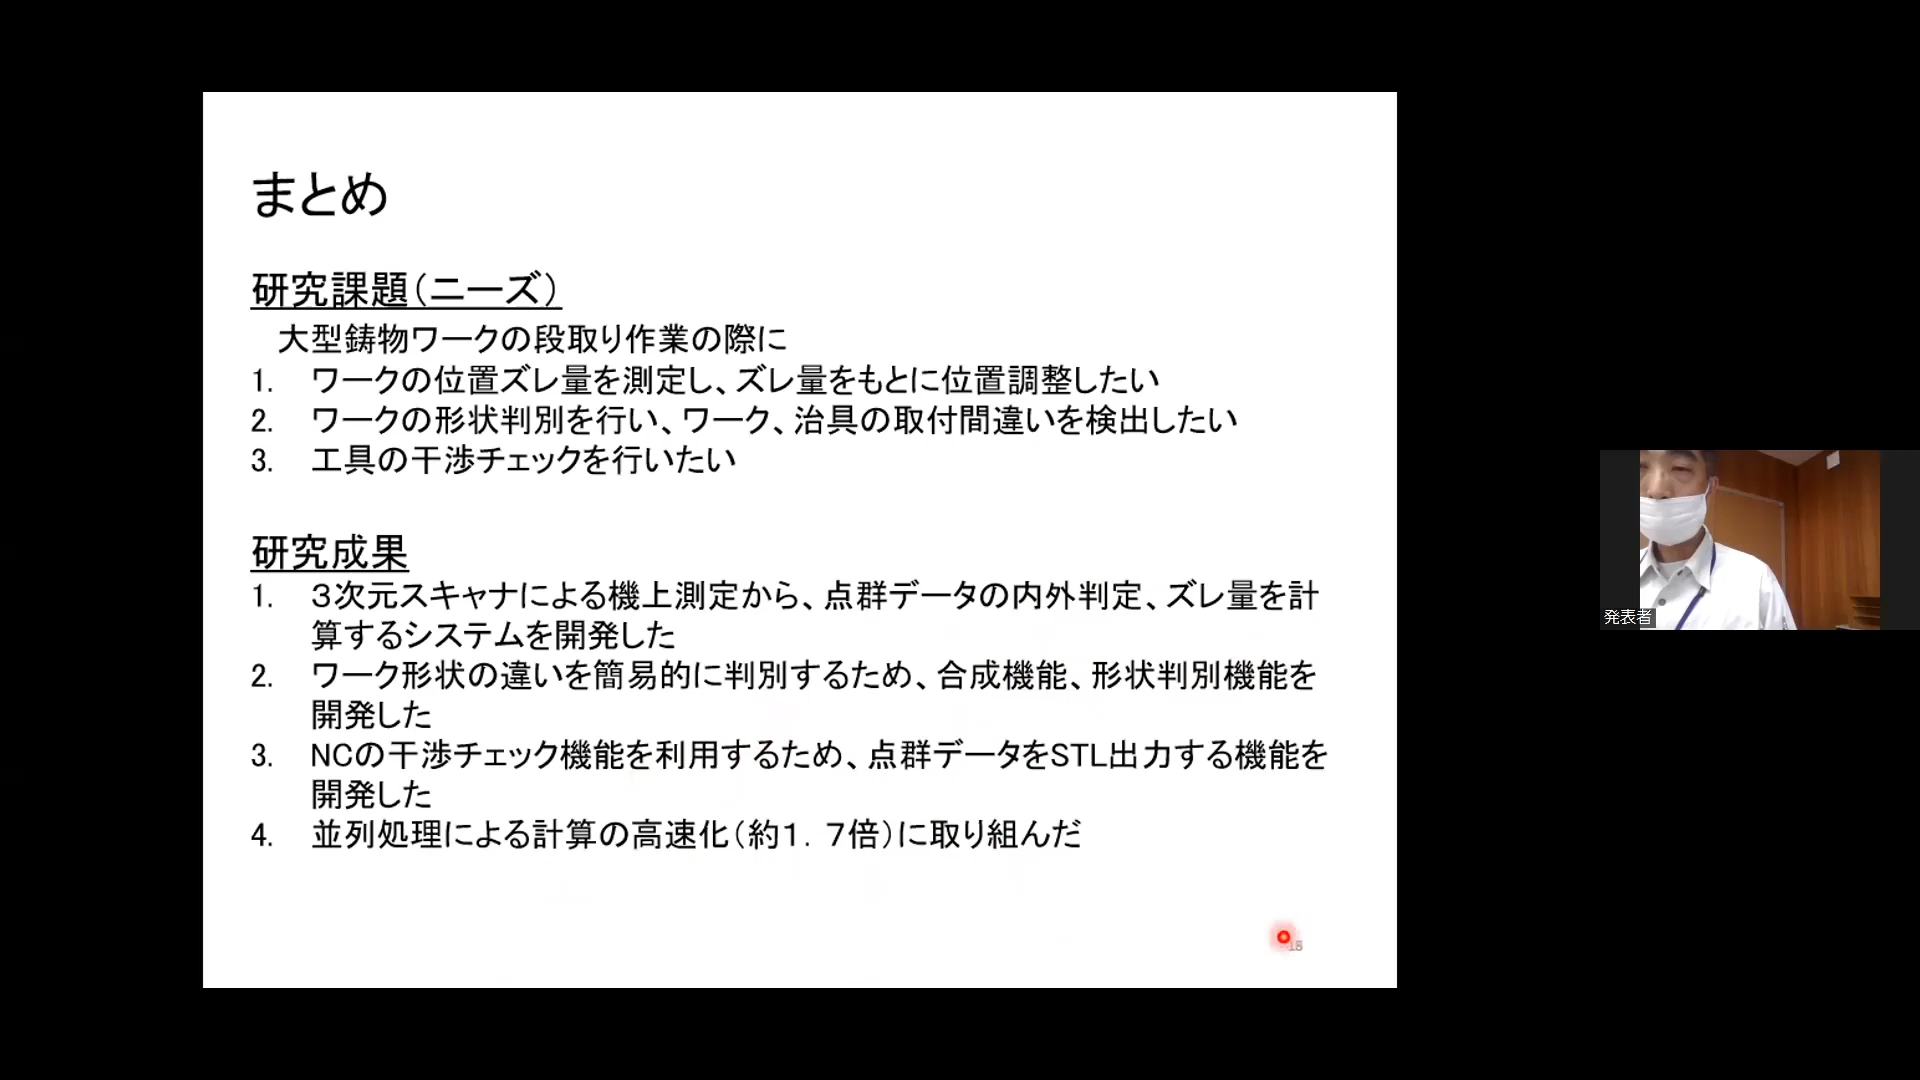 まとめ
研究課題(ニーズ)
大型鋳物ワークの段取り作業の際に
1. ワークの位置ズレ量を測定し、ズレ量をもとに位置調整したい
2. ワークの形状判別を行い、ワーク、治具の取付間違いを検出したい
3. 工具の干渉チェックを行いたい
研究成果
1. 3次元スキャナによる機上測定から、点群データの内外判定、ズレ量を計
算するシステムを開発した
2. ワーク形状の違いを簡易的に判別するため、合成機能、形状判別機能を
開発した
3. NCの干渉チェック機能を利用するため、点群データをSTL出力する機能を
開発した
4. 並列処理による計算の高速化(約1.7倍)に取り組んだ
発表者